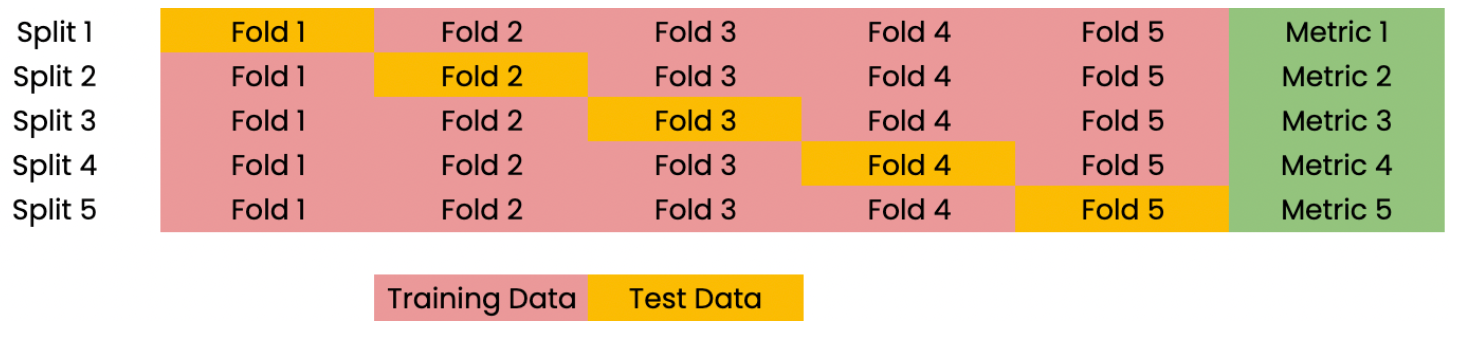 Split 1 Fold 1 Fold 2 Fold 3 Fold 4 Fold 5 Metric 1
Split 2 Fold 1 Fold 2 Fold 3 Fold 4 Fold 5 Metric 2
Split 3 Fold 1 Fold 2 Fold 3 Fold 4 Fold 5 Metric 3
Split 4 Fold 1 Fold 2 Fold 3 Fold 4 Fold 5 Metric 4
Split 5 Fold 1 Fold 2 Fold 3 Fold 4 Fold 5 Metric 5
Training Data Test Data